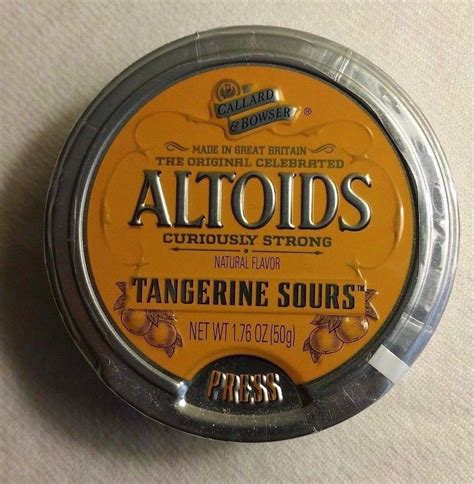 CALLARD
& BOWSER
®
MADE IN GREAT BRITAIN
THE ORIGINAL CELEBRATED
ALTOIDS
CURIOUSLY STRONG
NATURAL FLAVOR
TANGERINE SOURS™
NET WT 1.76 OZ (50g)
PRESS